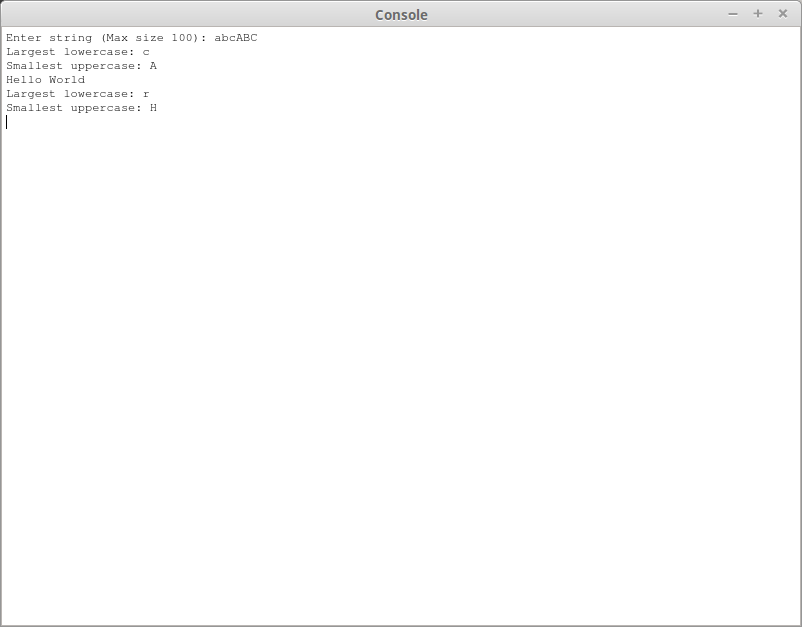 Console
Enter string (Max size 100): abcABC
Largest lowercase: c
Smallest uppercase: A
Hello World
Largest lowercase: r
Smallest uppercase: H